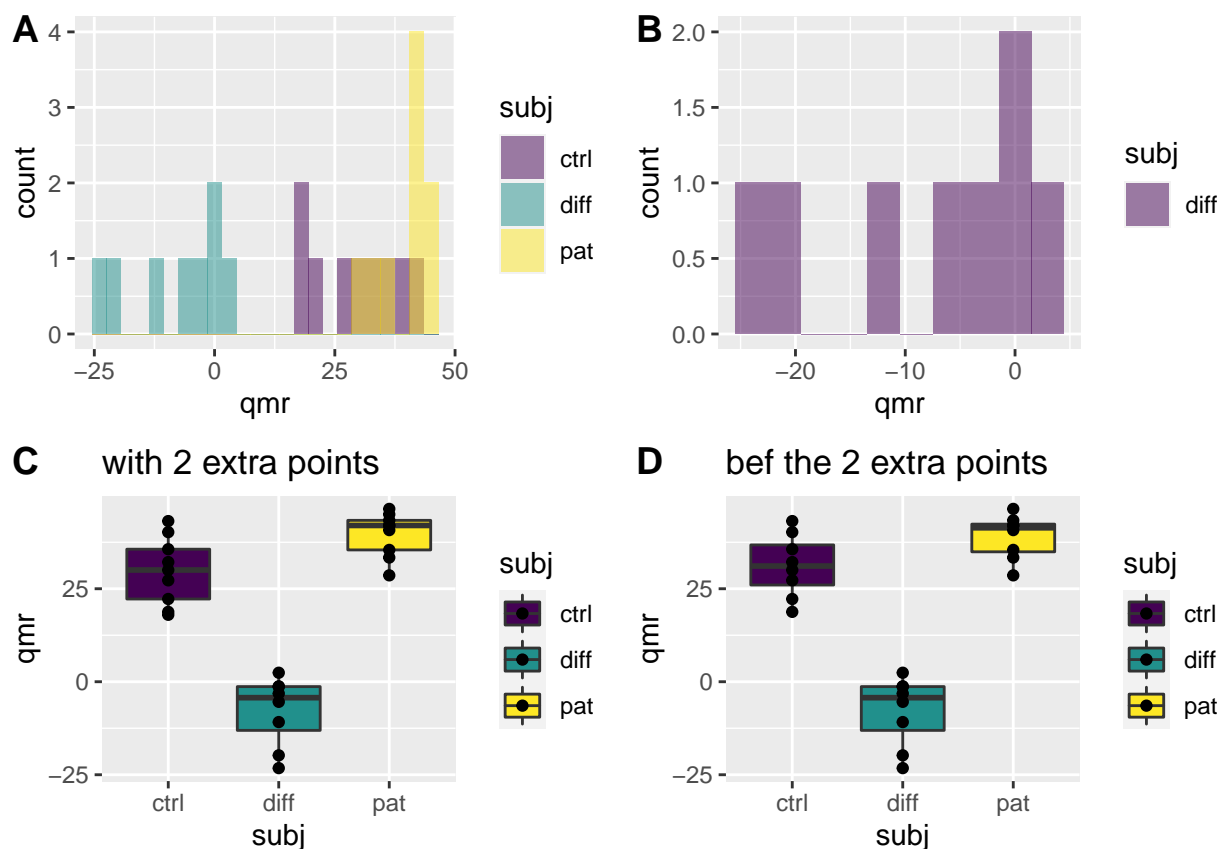 A
4
3
2
1
0
count
−25
0
25
50
qmr
subj
ctrl
diff
pat
B
2.0
1.5
1.0
0.5
0.0
count
−20
−10
0
qmr
subj
diff
C with 2 extra points
25
0
−25
qmr
ctrl
diff
pat
subj
subj
ctrl
diff
pat
D bef the 2 extra points
25
0
−25
qmr
ctrl
diff
pat
subj
subj
ctrl
diff
pat